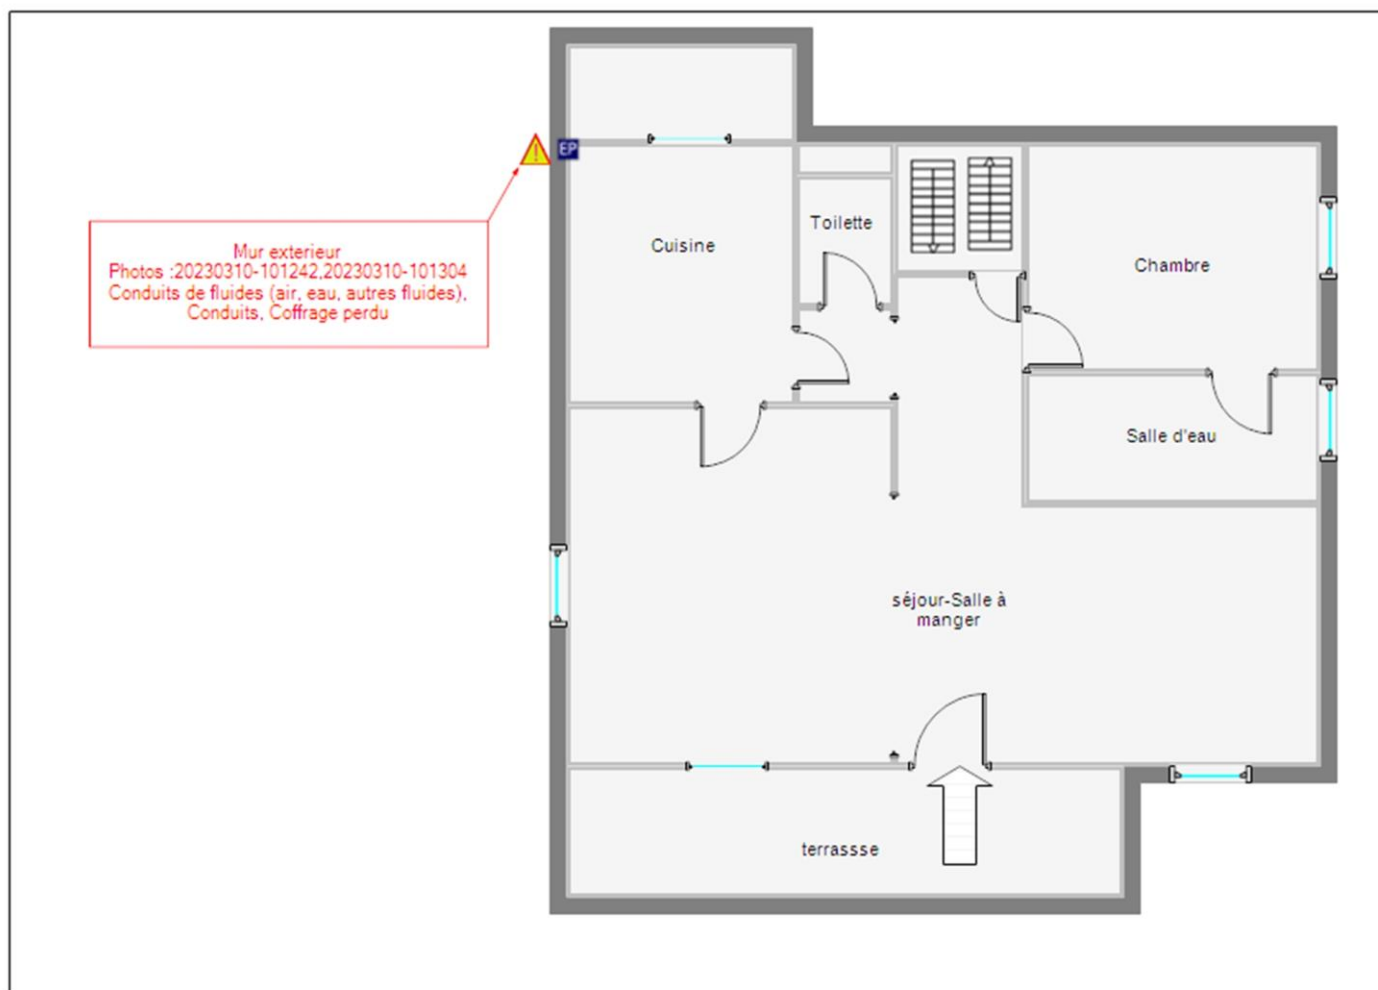 EP
Mur exterieur
Photos :20230310-101242,20230310-101304
Conduits de fluides (air, eau, autres fluides),
Conduits, Coffrage perdu
Cuisine
Toilette
Chambre
Salle d'eau
séjour-Salle à
manger
terrassse